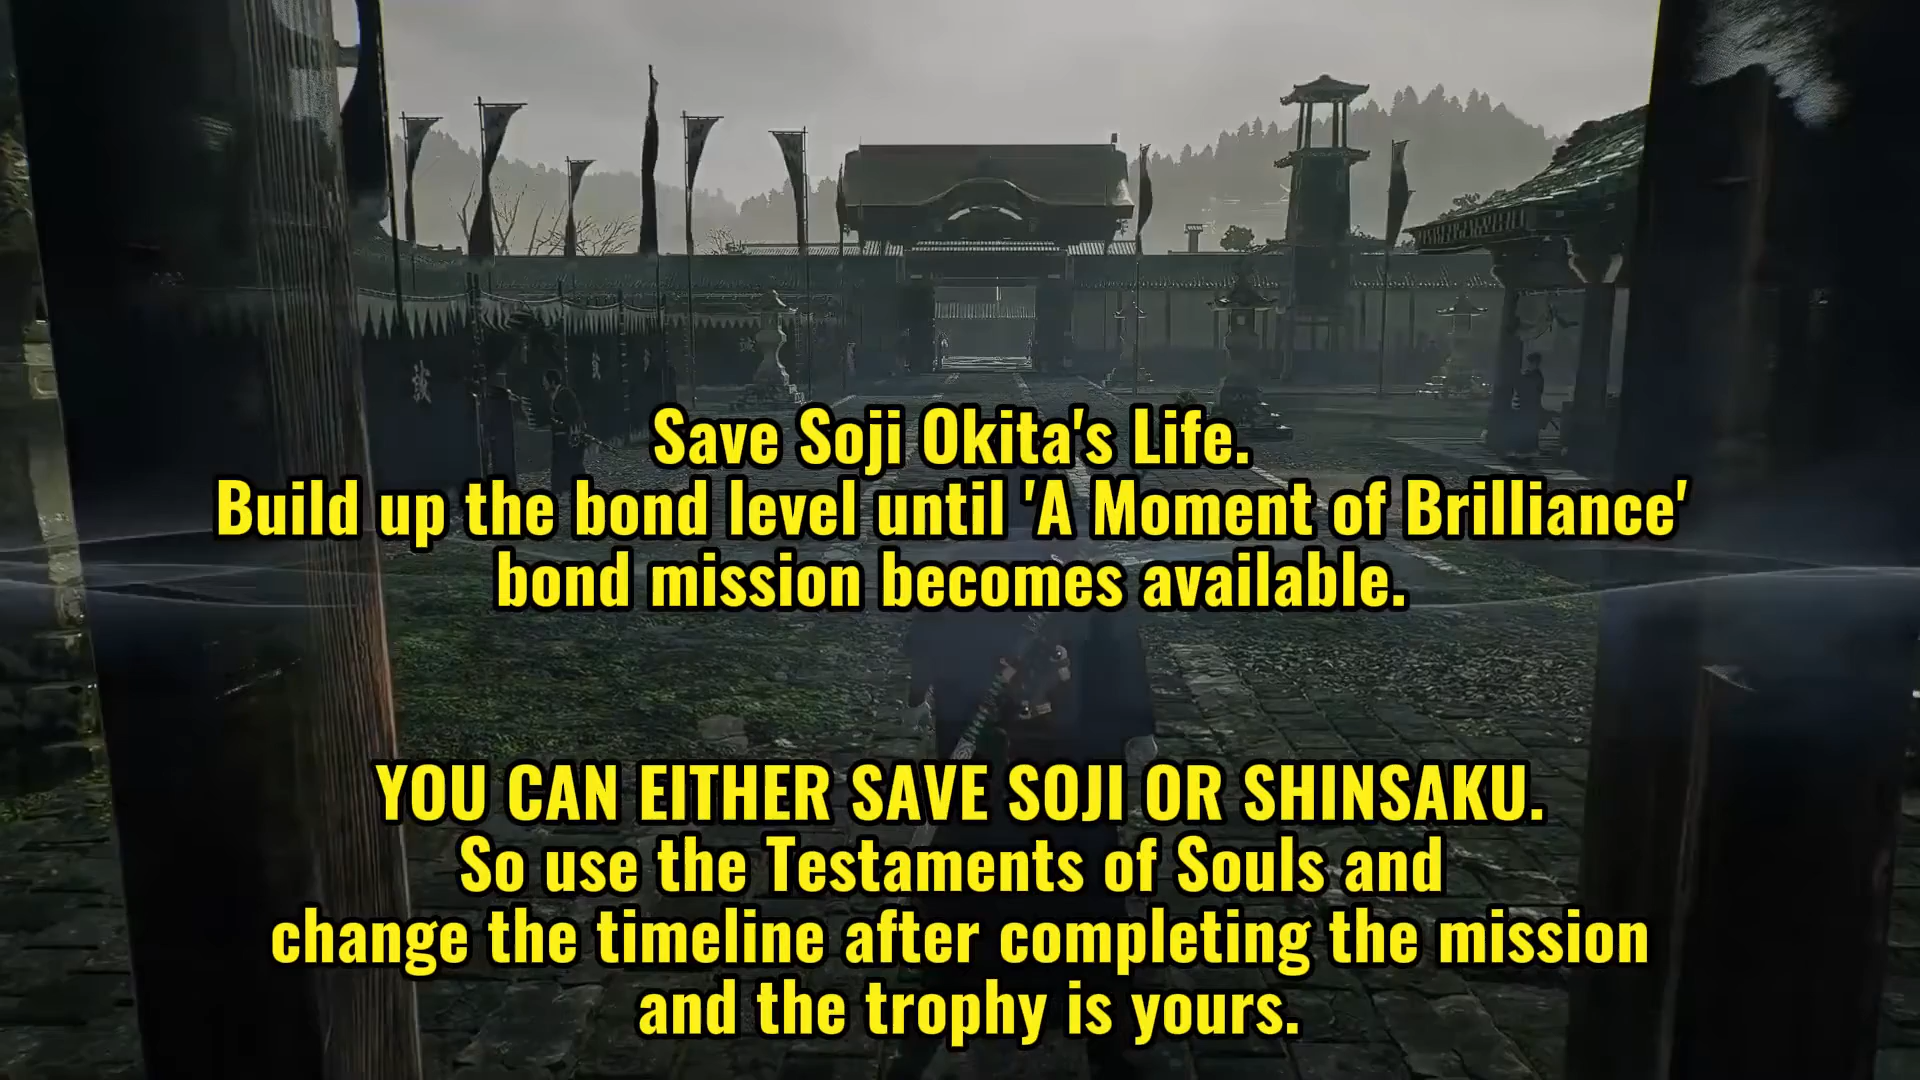 Save Soji Okita's Life.
Build up the bond level until 'A Moment of Brilliance'
bond mission becomes available.
YOU CAN EITHER SAVE SOJI OR SHINSAKU.
So use the Testaments of Souls and
change the timeline after completing the mission
and the trophy is yours.
誠